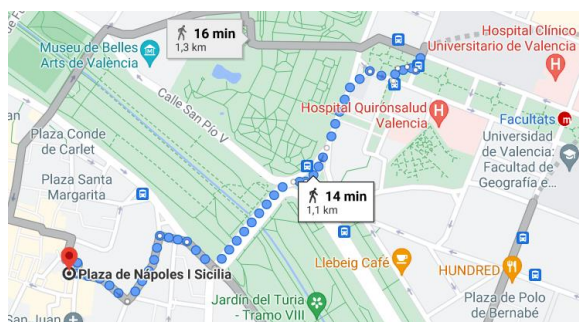 16 min
1,3 km
Hospital Clínico
Universitario de Valencia
H
Museu de Belles
Arts de València
Calle San Pío V
Hospital Quirónsalud
Valencia
H
Facultats
m
Plaza Conde
de Carlet
Universidad
de Valencia:
Facultad de
Geografía e...
Plaza Santa
Margarita
14 min
1,1 km
Plaza de Nápoles I Sicilia
Llebeig Café
HUNDRED
Jardín del Turia
- Tramo VIII
Plaza de Polo
de Bernabé
San Juan